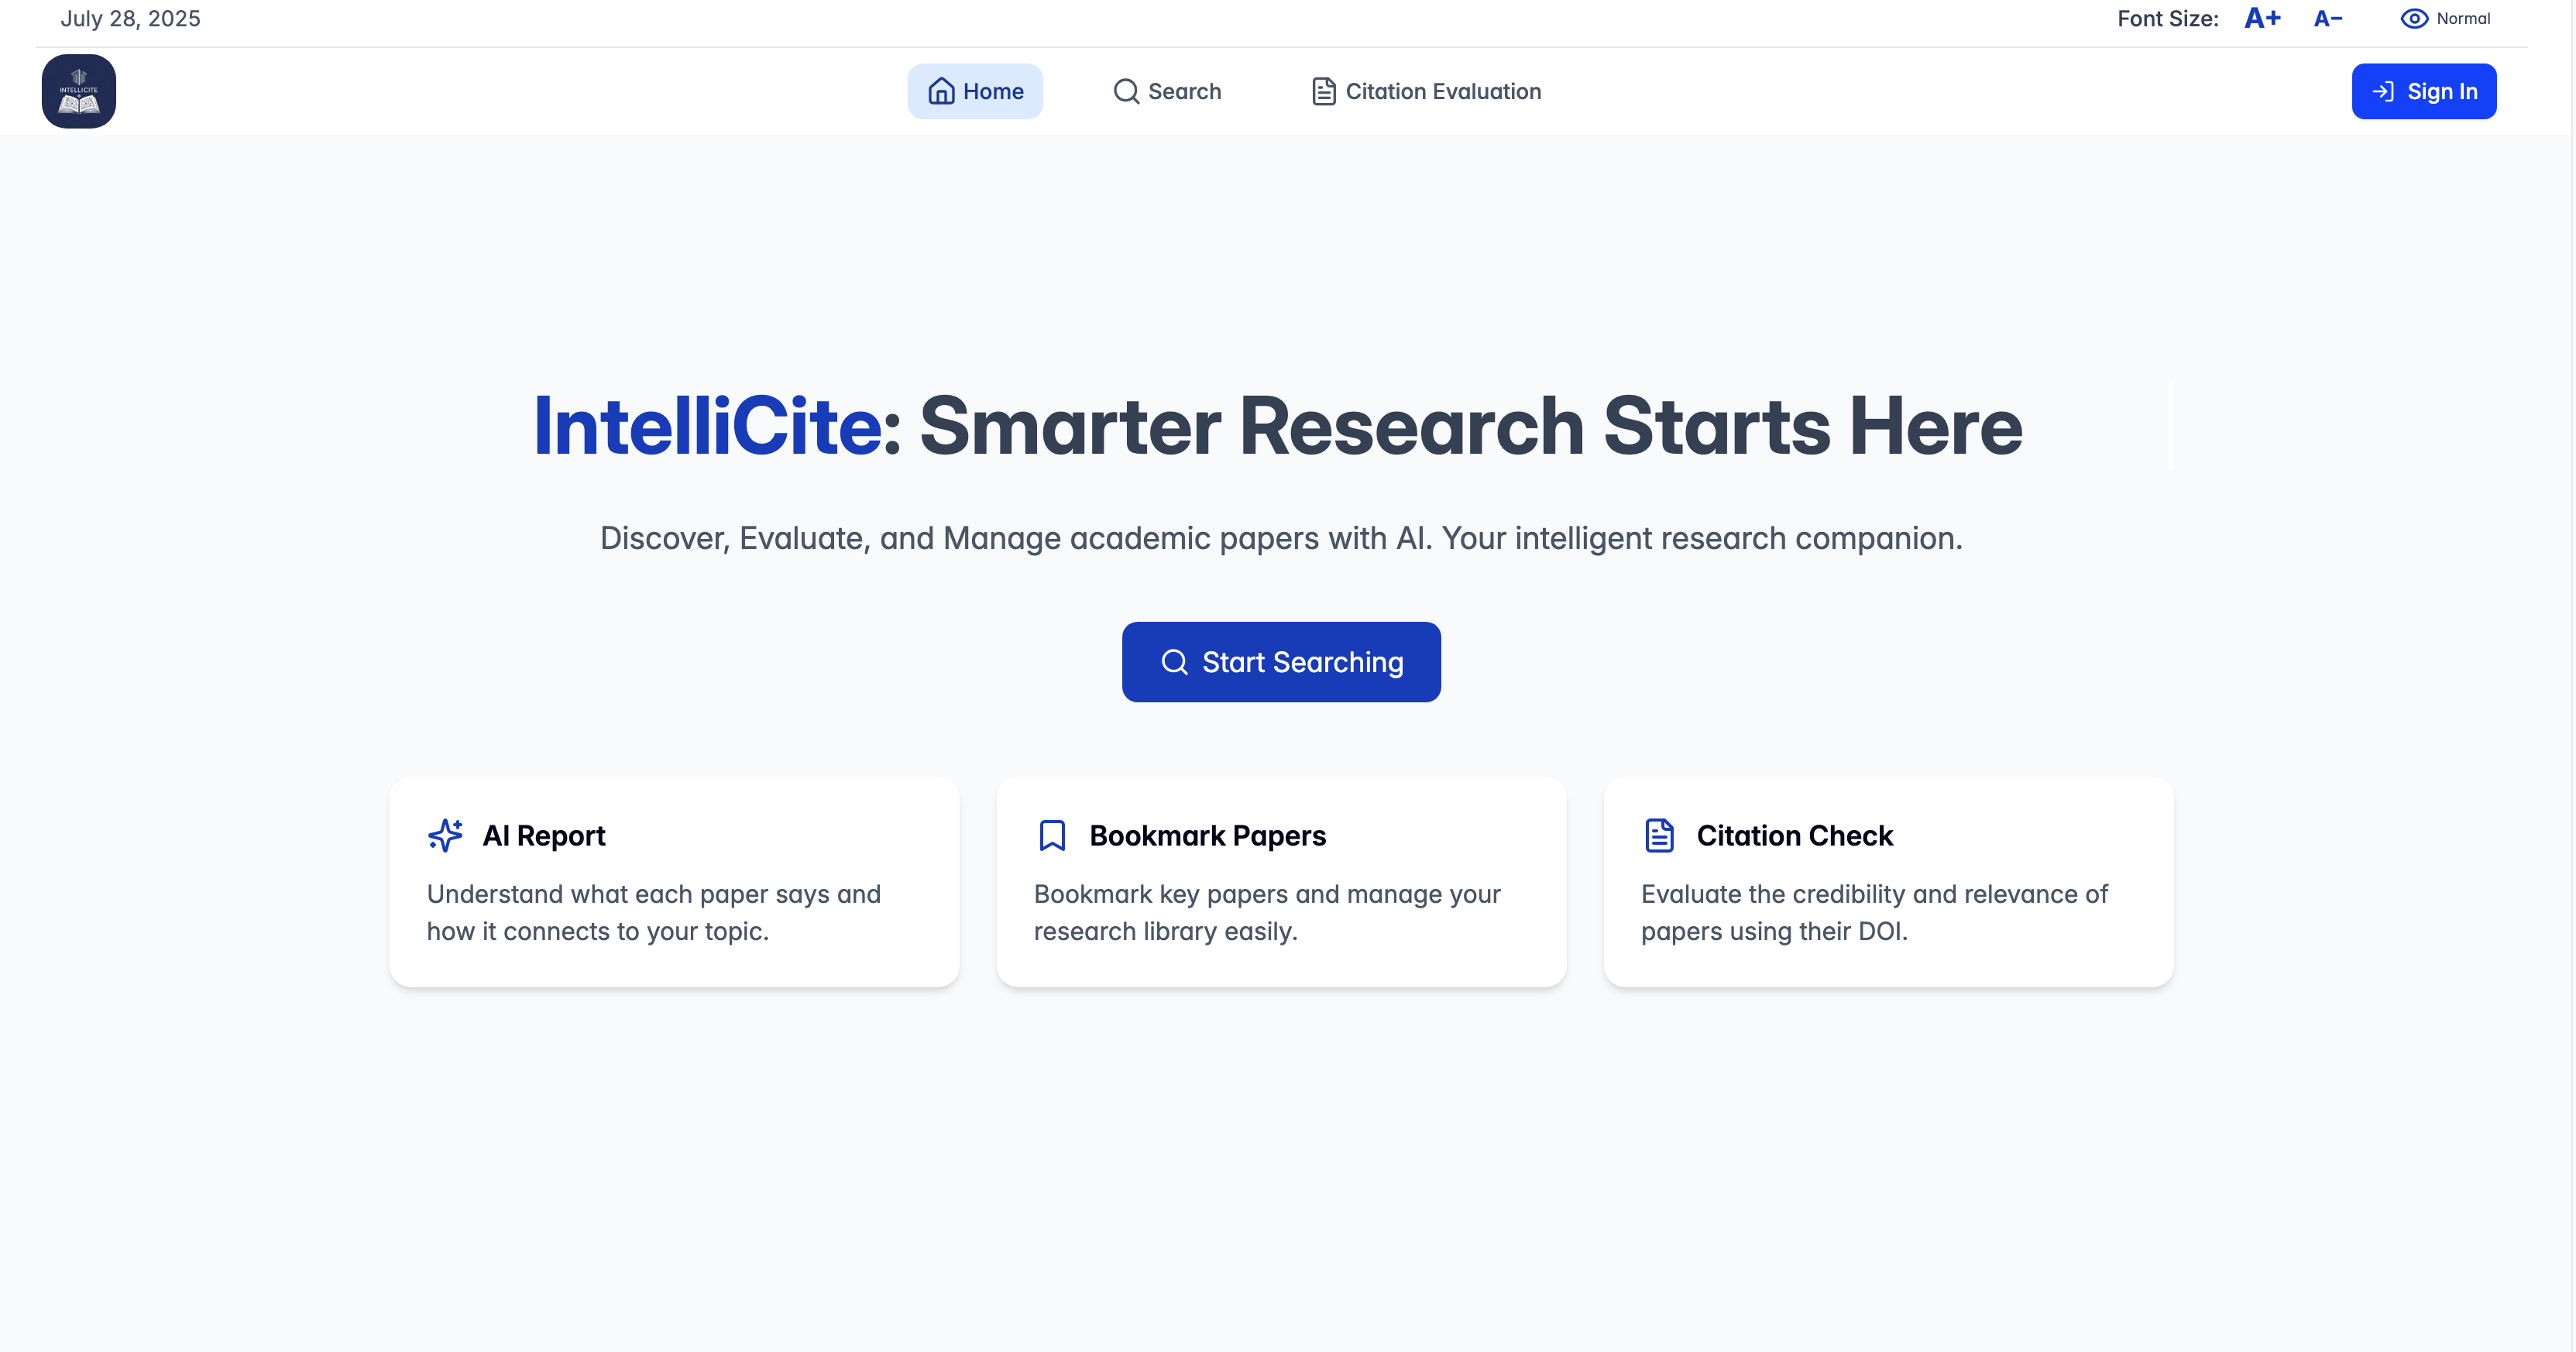 July 28, 2025
Font Size: A+ A− Normal
INTELLICITE
Home Search Citation Evaluation Sign In
IntelliCite: Smarter Research Starts Here
Discover, Evaluate, and Manage academic papers with AI. Your intelligent research companion.
Start Searching
AI Report
Understand what each paper says and
how it connects to your topic.
Bookmark Papers
Bookmark key papers and manage your
research library easily.
Citation Check
Evaluate the credibility and relevance of
papers using their DOI.